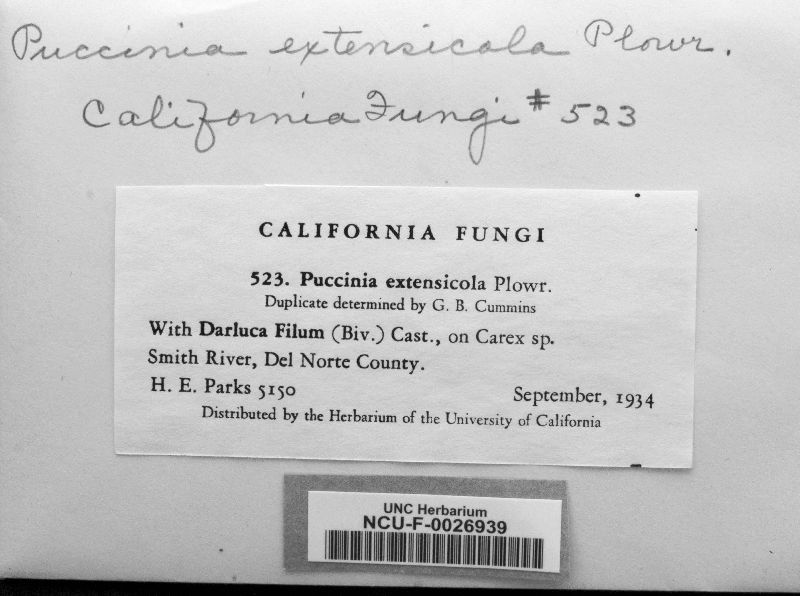 Puccinia extensicola Plowr.
California Fungi # 523
CALIFORNIA FUNGI
523. Puccinia extensicola Plowr.
Duplicate determined by G. B. Cummins
With Darluca Filum (Biv.) Cast., on Carex sp.
Smith River, Del Norte County.
H. E. Parks 5150 September, 1934
Distributed by the Herbarium of the University of California
UNC Herbarium
NCU-F-0026939